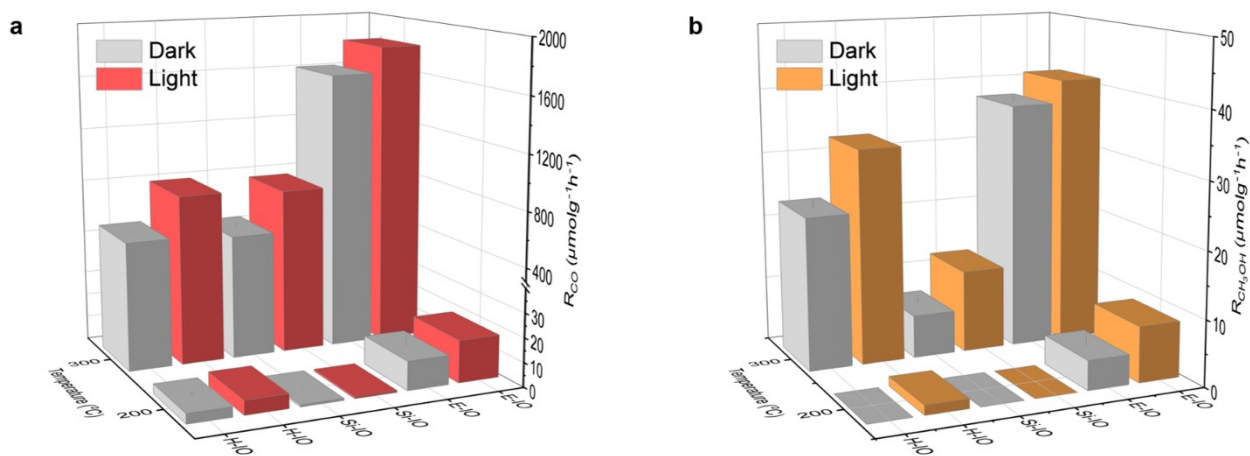 a
Dark
Light
2000
1600
1200
800
400
30
20
10
0
R_CO (μmolg⁻¹h⁻¹)
300
200
Temperature (°C)
H-IO
H-IO
Si-IO
Si-IO
E-IO
E-IO
b
Dark
Light
50
40
30
20
10
0
R_CH₃OH (μmolg⁻¹h⁻¹)
300
200
Temperature (°C)
H-IO
H-IO
Si-IO
Si-IO
E-IO
E-IO